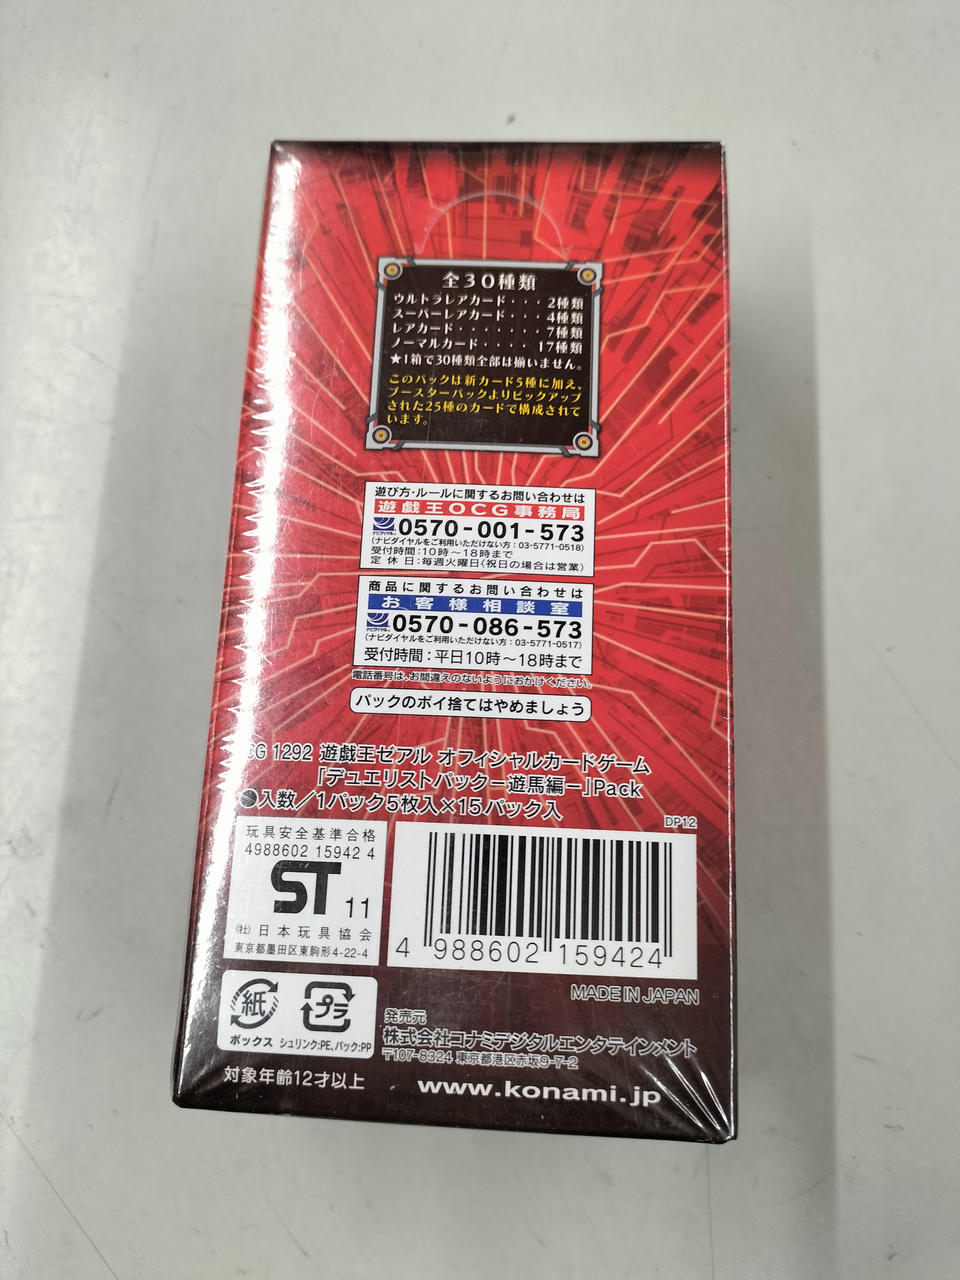 全30種類
ウルトラレアカード・・・2種類
スーパーレアカード・・・・4種類
レアカード・・・・・・・7種類
ノーマルカード・・・・17種類
★1箱で30種類全部は揃いません。
このパックは新カード5種に加え、
ブースターパックよりピックアップ
された25種のカードで構成されて
います。
遊び方・ルールに関するお問い合わせは
遊戯王OCG事務局
ナビダイヤル 0570-001-573
(ナビダイヤルをご利用いただけない方:03-5771-0518)
受付時間:10時〜18時まで
定休日:毎週火曜日(祝日の場合は営業)
商品に関するお問い合わせは
お客様相談室
ナビダイヤル 0570-086-573
(ナビダイヤルをご利用いただけない方:03-5771-0517)
受付時間:平日10時〜18時まで
電話番号は、お間違えのないようにおかけください。
パックのポイ捨てはやめましょう
CG 1292 遊戯王ゼアル オフィシャルカードゲーム
「デュエリストパック−遊馬編−」Pack
●入数/1パック5枚入×15パック入
DP12
玩具安全基準合格
4988602 15942 4
ST 11
(社)日本玩具協会
東京都墨田区東駒形4-22-4
4 988602 159424
MADE IN JAPAN
紙
プラ
ボックス シュリンク:PE、パック:PP
発売元
株式会社コナミデジタルエンタテインメント
〒107-8324 東京都港区赤坂9-7-2
対象年齢12才以上
www.konami.jp